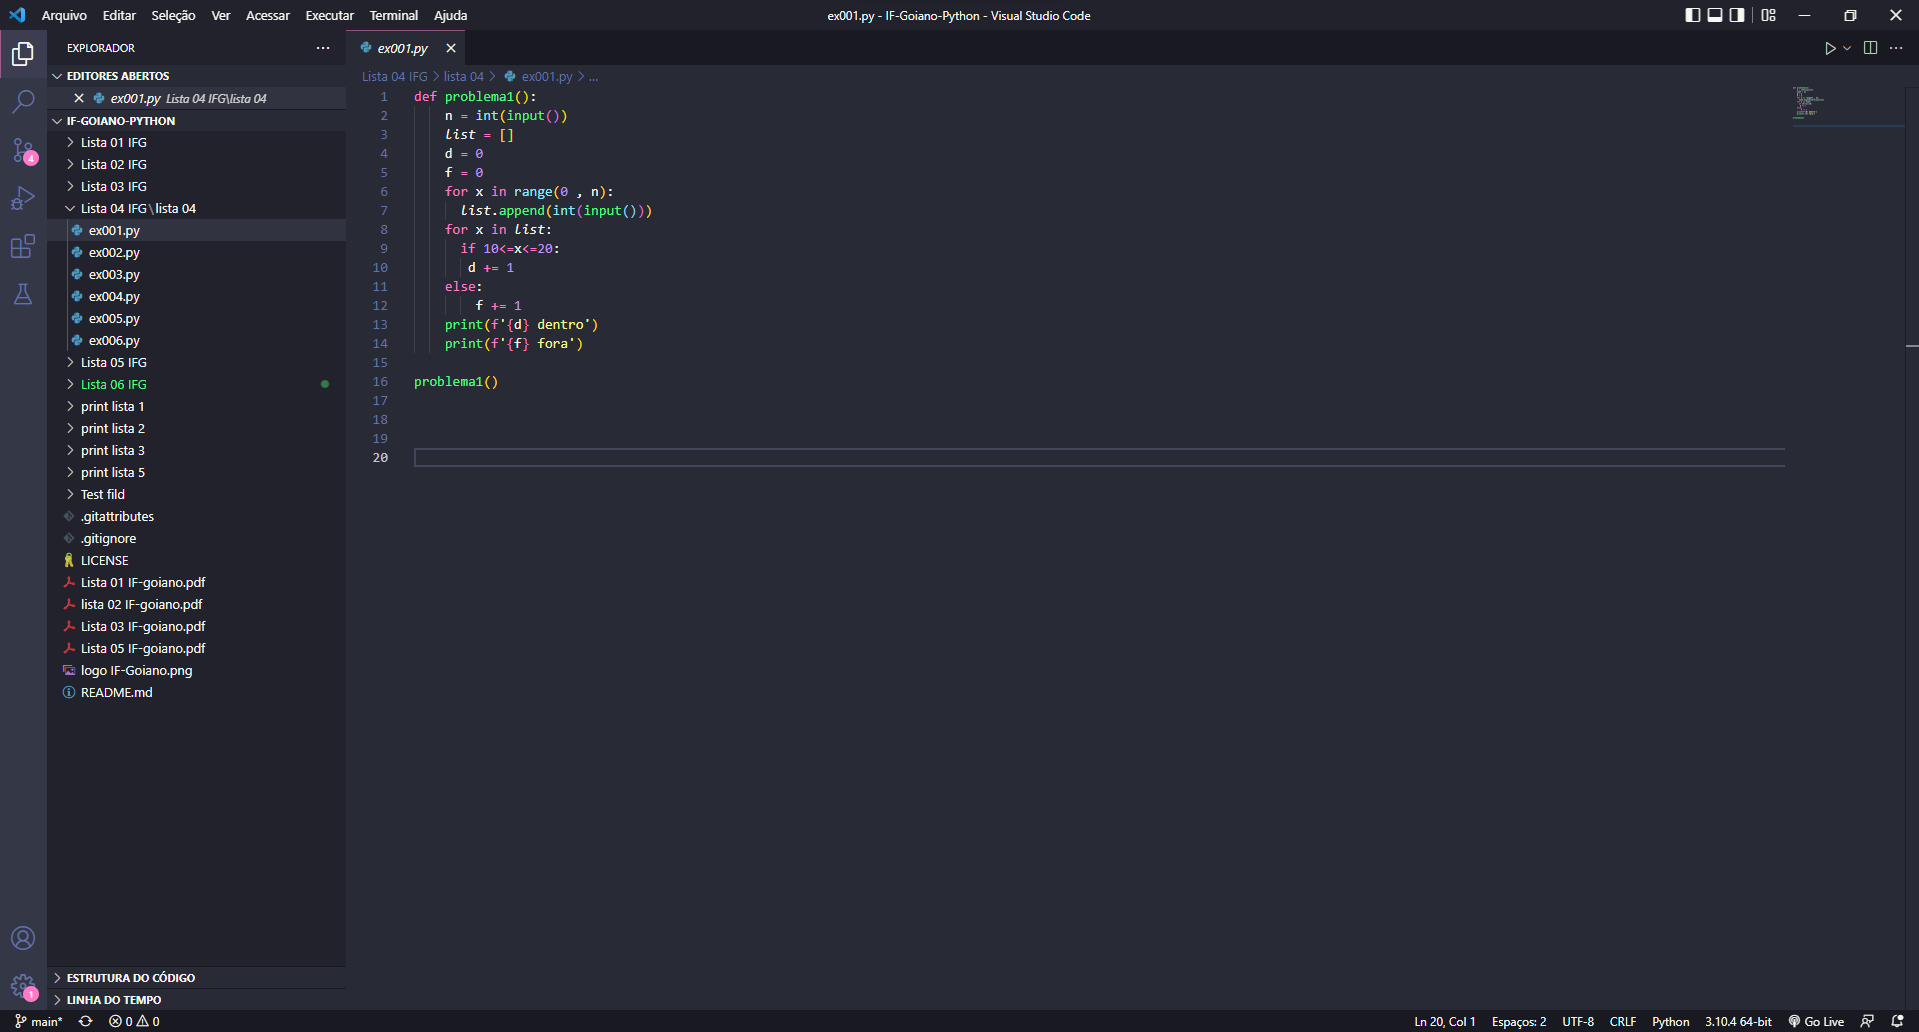 Arquivo Editar Seleção Ver Acessar Executar Terminal Ajuda
ex001.py - IF-Goiano-Python - Visual Studio Code
EXPLORADOR
EDITORES ABERTOS
ex001.py Lista 04 IFG\lista 04
IF-GOIANO-PYTHON
Lista 01 IFG
Lista 02 IFG
Lista 03 IFG
Lista 04 IFG\lista 04
ex001.py
ex002.py
ex003.py
ex004.py
ex005.py
ex006.py
Lista 05 IFG
Lista 06 IFG
print lista 1
print lista 2
print lista 3
print lista 5
Test fild
.gitattributes
.gitignore
LICENSE
Lista 01 IF-goiano.pdf
lista 02 IF-goiano.pdf
Lista 03 IF-goiano.pdf
Lista 05 IF-goiano.pdf
logo IF-Goiano.png
README.md
ESTRUTURA DO CÓDIGO
LINHA DO TEMPO
4
1
ex001.py
Lista 04 IFG > lista 04 > ex001.py > ...
1 def problema1():
2 n = int(input())
3 list = []
4 d = 0
5 f = 0
6 for x in range(0 , n):
7 list.append(int(input()))
8 for x in list:
9 if 10<=x<=20:
10 d += 1
11 else:
12 f += 1
13 print(f'{d} dentro')
14 print(f'{f} fora')
15
16 problema1()
17
18
19
20
main* 0 0
Ln 20, Col 1 Espaços: 2 UTF-8 CRLF Python 3.10.4 64-bit Go Live